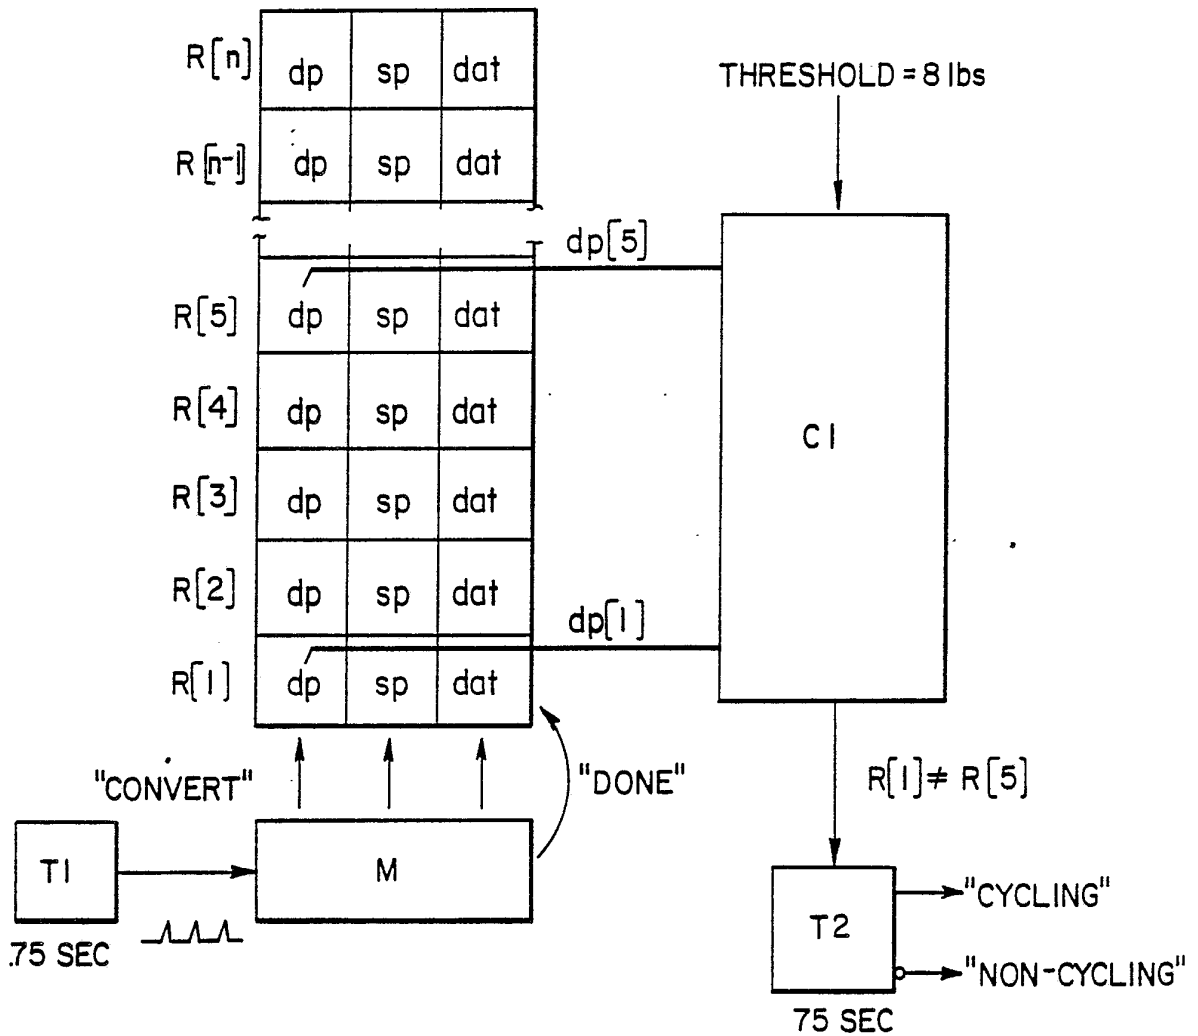 R[n] dp sp dat
THRESHOLD = 8 lbs
R[n-1] dp sp dat
dp[5]
R[5] dp sp dat
R[4] dp sp dat
C1
R[3] dp sp dat
R[2] dp sp dat
dp[1]
R[1] dp sp dat
"CONVERT"
"DONE"
R[1] ≠ R[5]
T1
M
.75 SEC
T2
"CYCLING"
"NON-CYCLING"
75 SEC